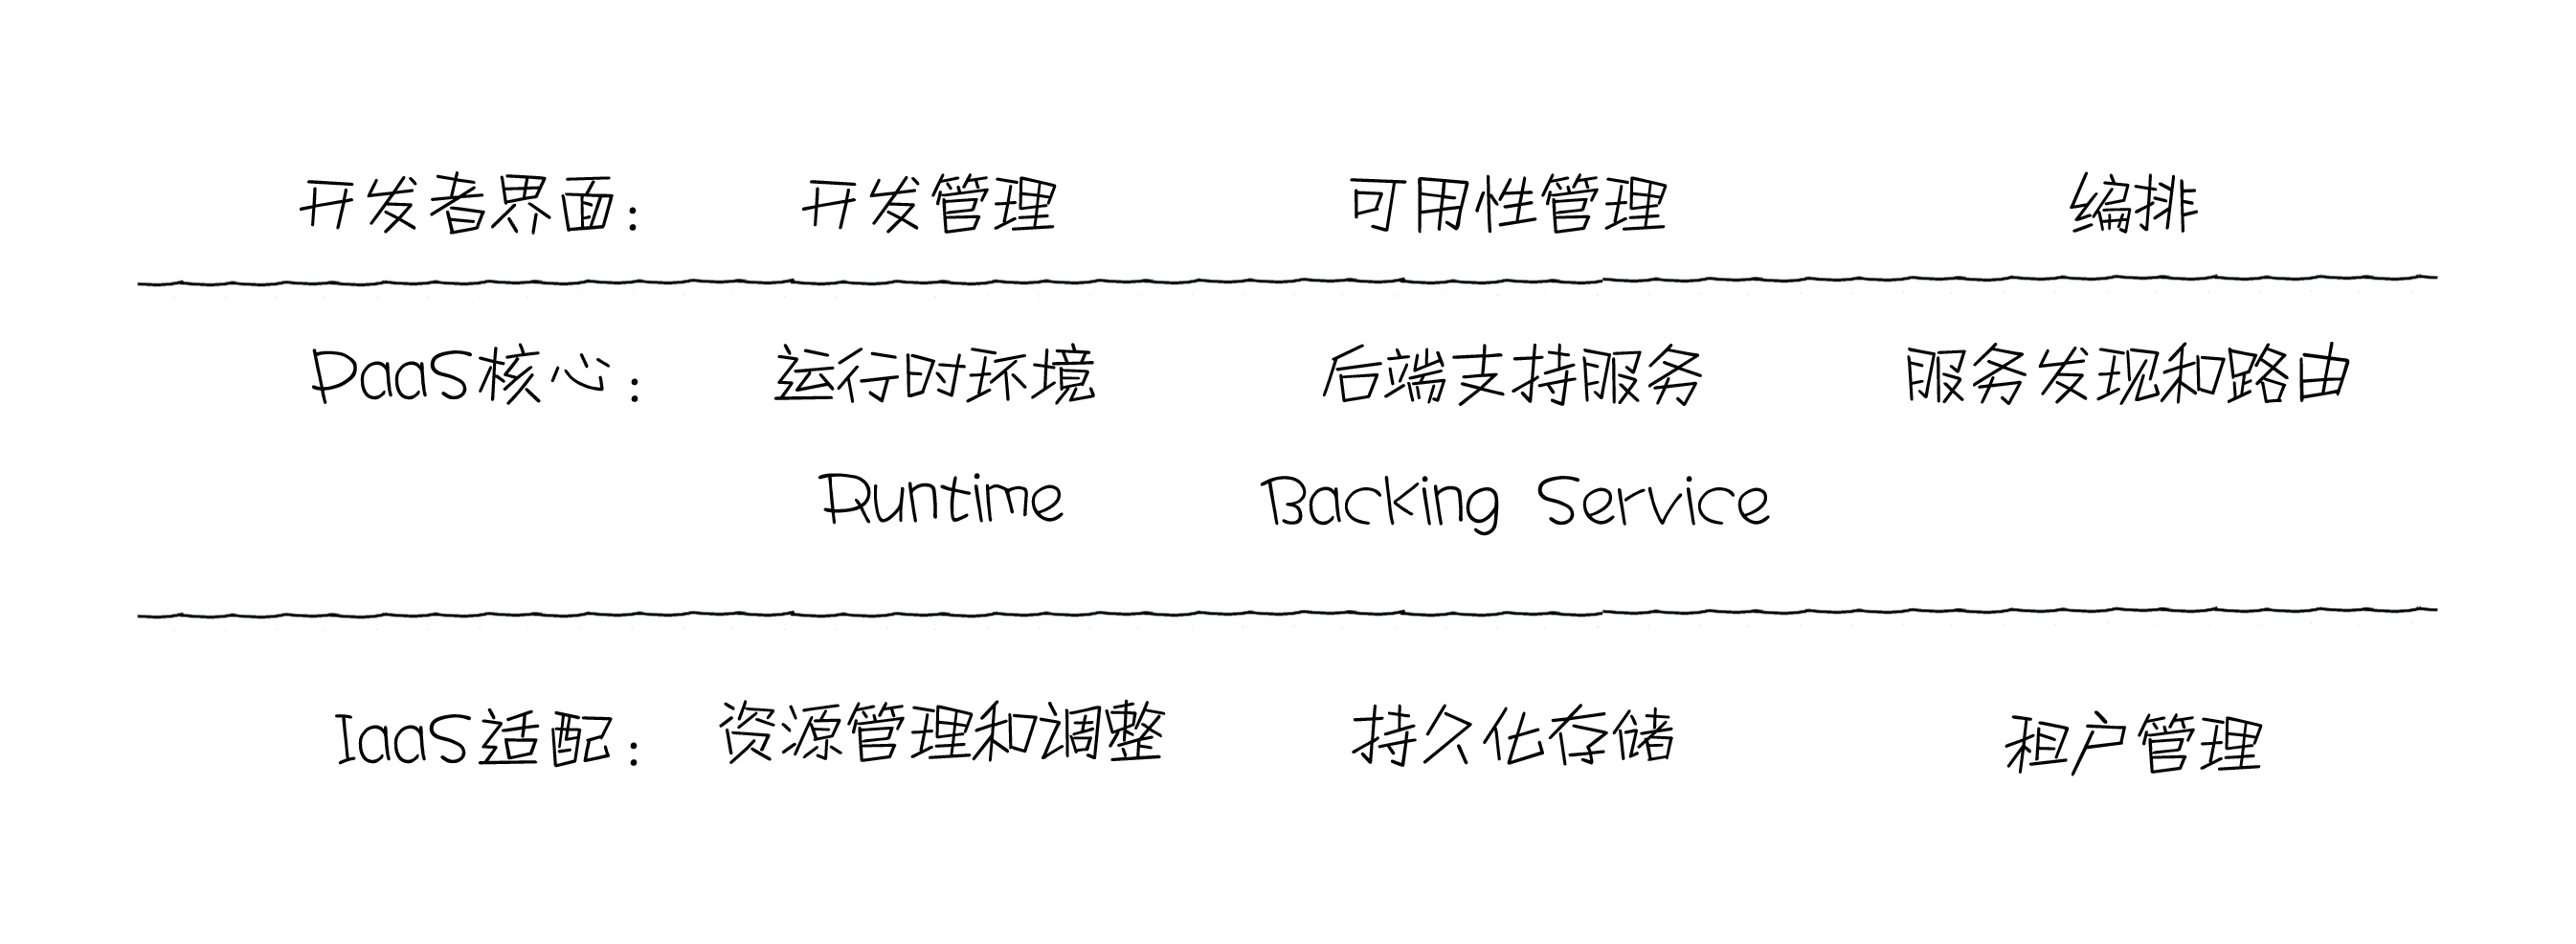 开发者界面： 开发管理 可用性管理 编排
PaaS核心： 运行时环境 后端支持服务 服务发现和路由
Runtime Backing Service
IaaS适配： 资源管理和调整 持久化存储 租户管理